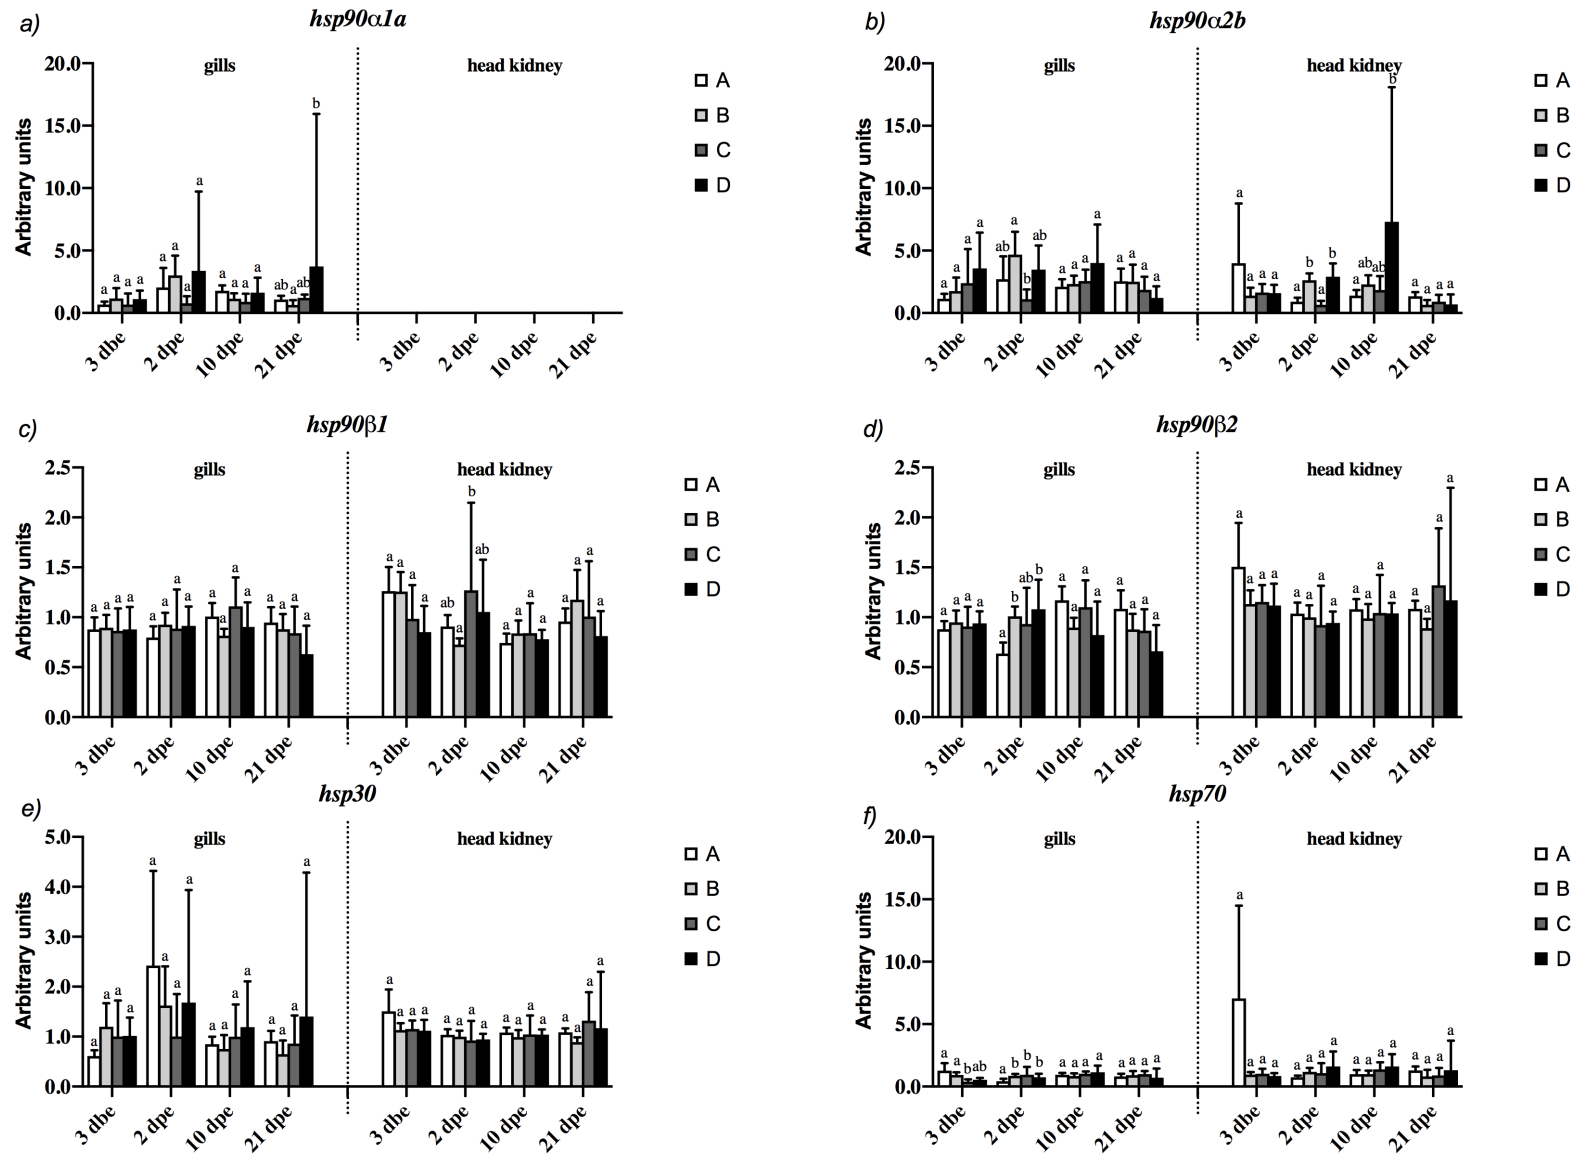 a) hsp90α1a
20.0
15.0
10.0
5.0
0.0
Arbitrary units
gills
head kidney
a a a a
a a a a
a a a a
ab a ab b
3 dbe 2 dpe 10 dpe 21 dpe
3 dbe 2 dpe 10 dpe 21 dpe
A
B
C
D
b) hsp90α2b
20.0
15.0
10.0
5.0
0.0
Arbitrary units
gills
head kidney
a a a a
ab a b ab
a a a a
a a a a
a a a a
a b a b
a ab ab b
a a a a
3 dbe 2 dpe 10 dpe 21 dpe
3 dbe 2 dpe 10 dpe 21 dpe
A
B
C
D
c) hsp90β1
2.5
2.0
1.5
1.0
0.5
0.0
Arbitrary units
gills
head kidney
a a a a
a a a a
a a a a
a a a a
a a a a
ab a b ab
a a a a
a a a a
3 dbe 2 dpe 10 dpe 21 dpe
3 dbe 2 dpe 10 dpe 21 dpe
A
B
C
D
d) hsp90β2
2.5
2.0
1.5
1.0
0.5
0.0
Arbitrary units
gills
head kidney
a a a a
a b ab b
a a a a
a a a a
a a a a
a a a a
a a a a
a a a a
3 dbe 2 dpe 10 dpe 21 dpe
3 dbe 2 dpe 10 dpe 21 dpe
A
B
C
D
e) hsp30
5.0
4.0
3.0
2.0
1.0
0.0
Arbitrary units
gills
head kidney
a a a a
a a a a
a a a a
a a a a
a a a a
a a a a
a a a a
a a a a
3 dbe 2 dpe 10 dpe 21 dpe
3 dbe 2 dpe 10 dpe 21 dpe
A
B
C
D
f) hsp70
20.0
15.0
10.0
5.0
0.0
Arbitrary units
gills
head kidney
a a b ab
a b b b
a a a a
a a a a
a a a a
a a a a
a a a a
a a a a
3 dbe 2 dpe 10 dpe 21 dpe
3 dbe 2 dpe 10 dpe 21 dpe
A
B
C
D